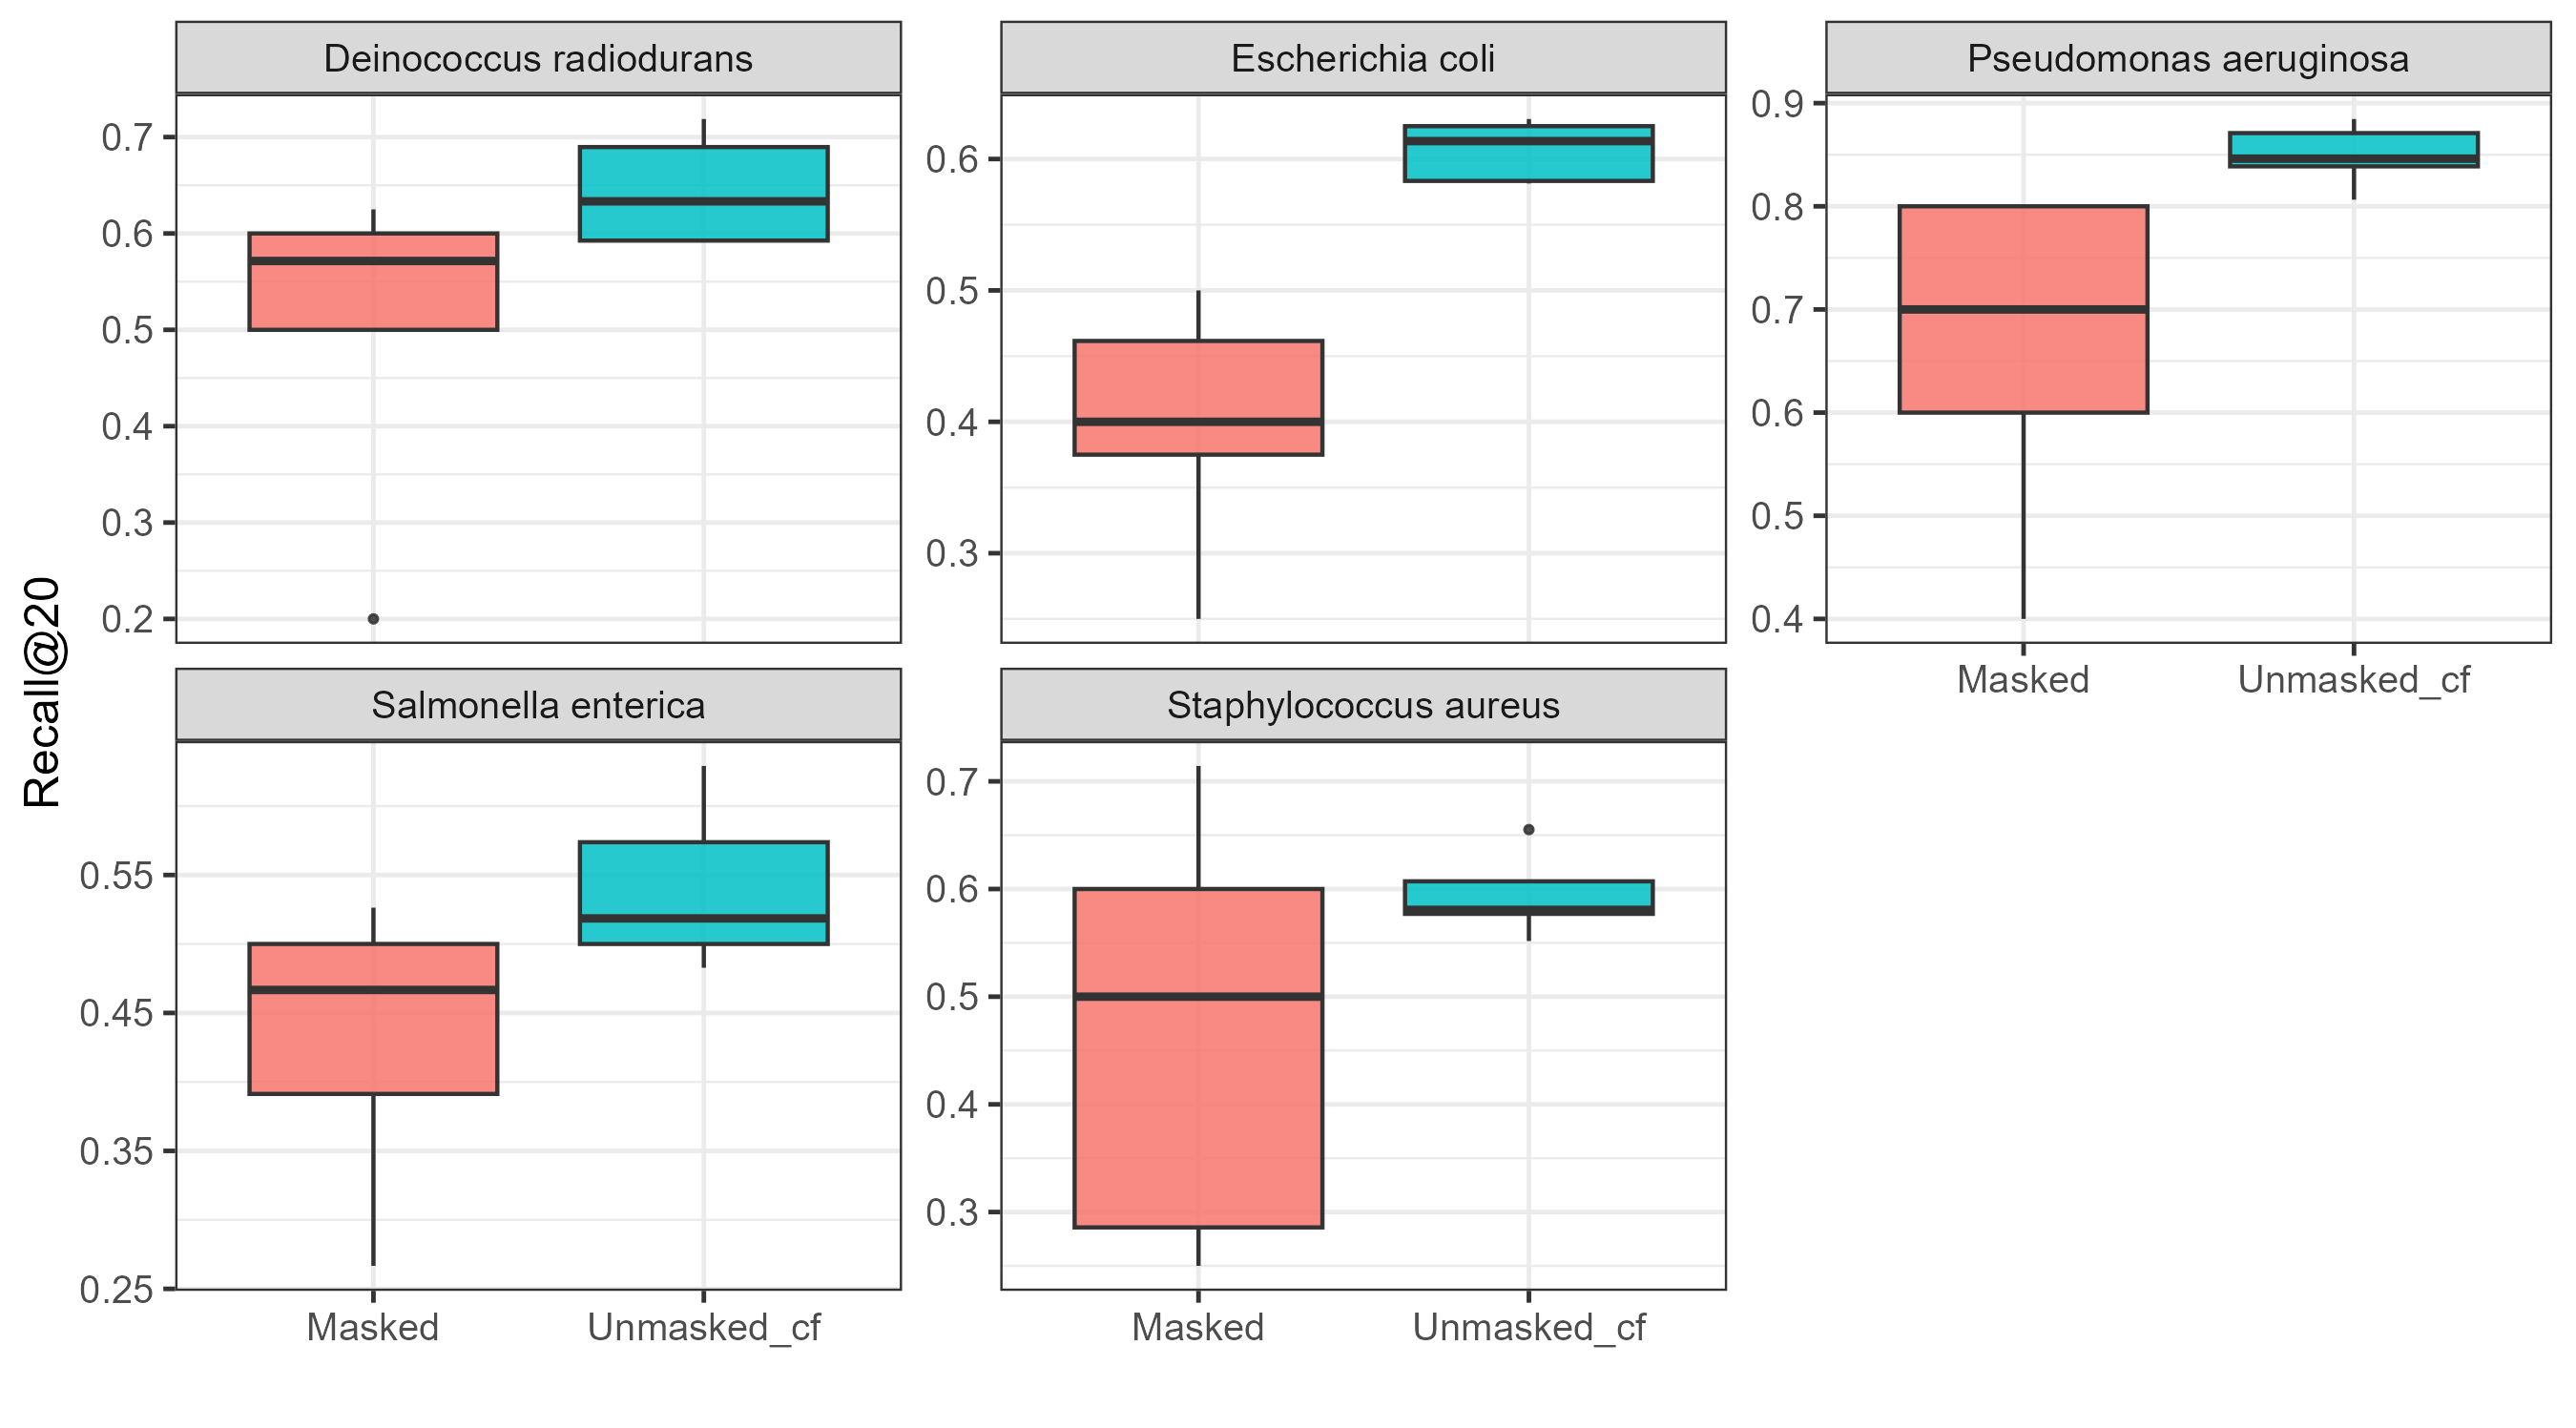 Recall@20
Deinococcus radiodurans
0.7
0.6
0.5
0.4
0.3
0.2
Escherichia coli
0.6
0.5
0.4
0.3
Pseudomonas aeruginosa
0.9
0.8
0.7
0.6
0.5
0.4
Masked Unmasked_cf
Salmonella enterica
0.55
0.45
0.35
0.25
Masked Unmasked_cf
Staphylococcus aureus
0.7
0.6
0.5
0.4
0.3
Masked Unmasked_cf